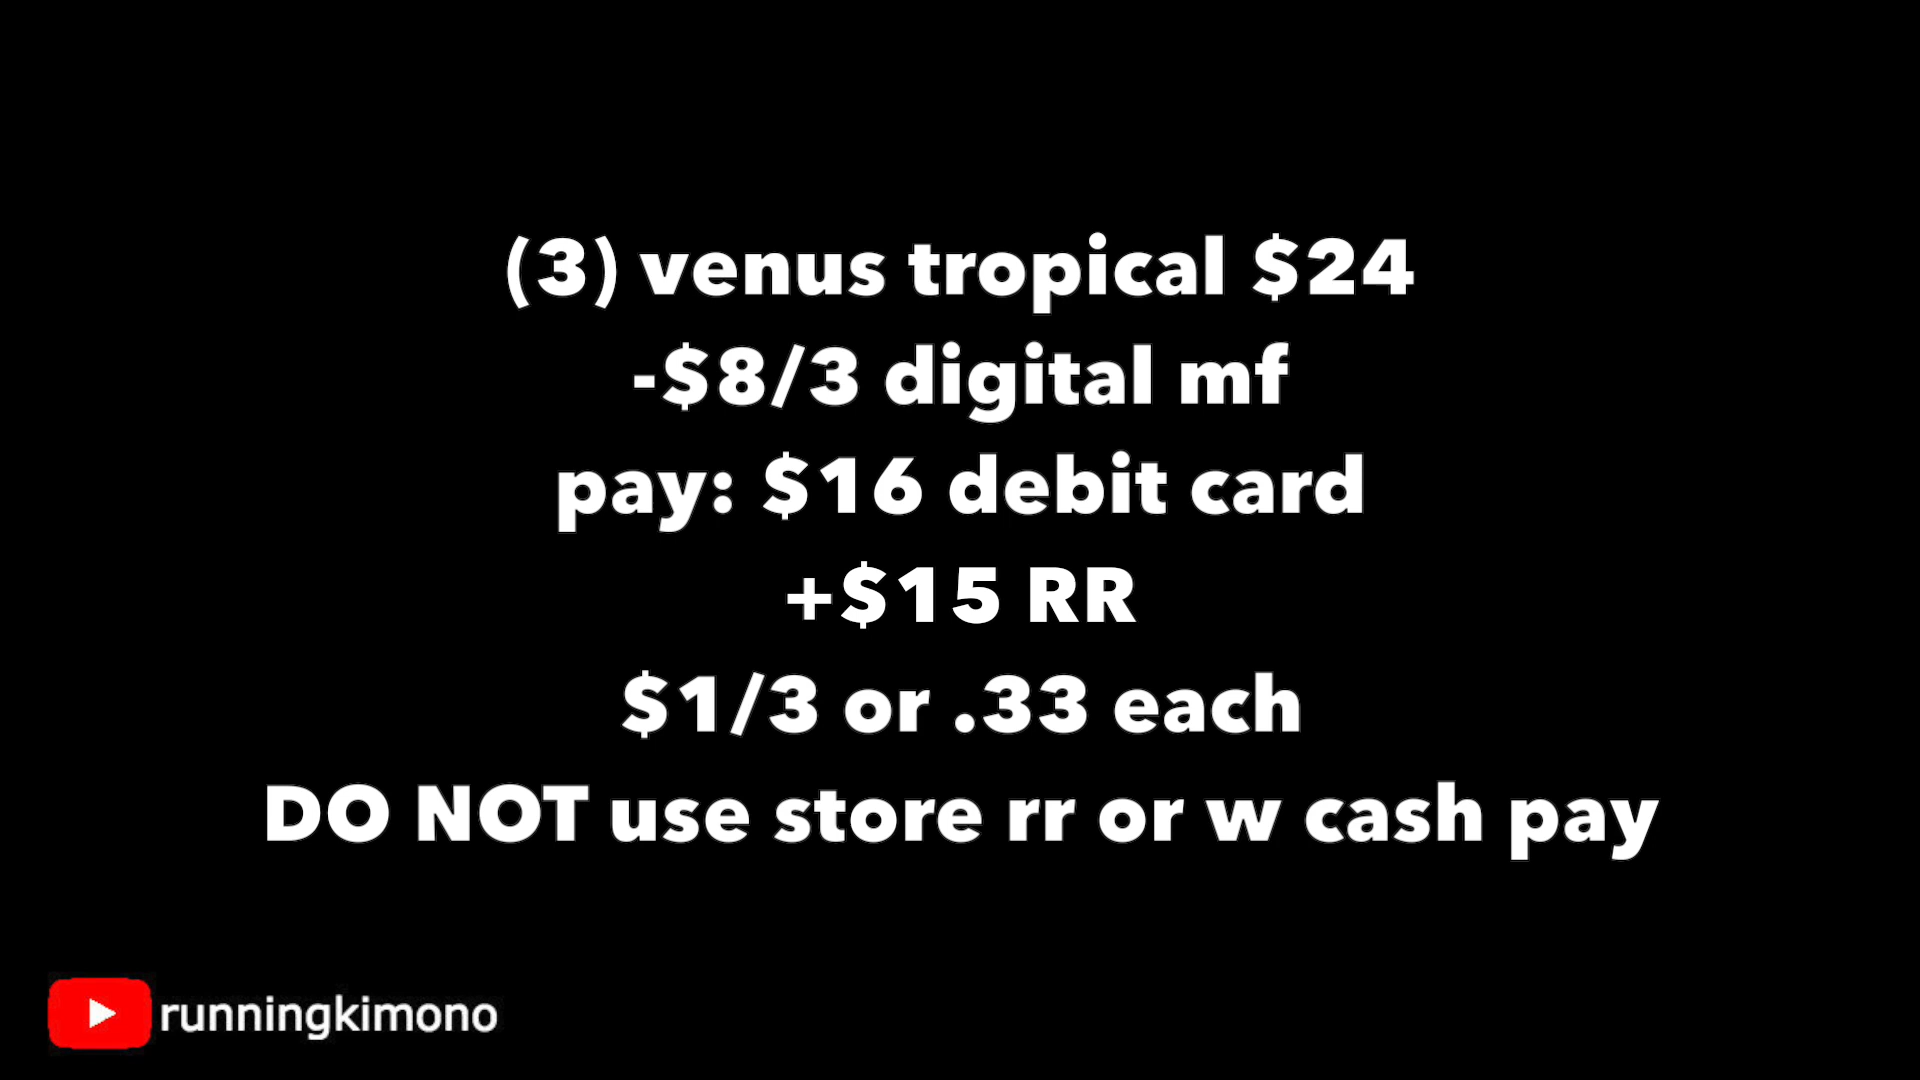 (3) venus tropical $24
-$8/3 digital mf
pay: $16 debit card
+$15 RR
$1/3 or .33 each
DO NOT use store rr or w cash pay
runningkimono